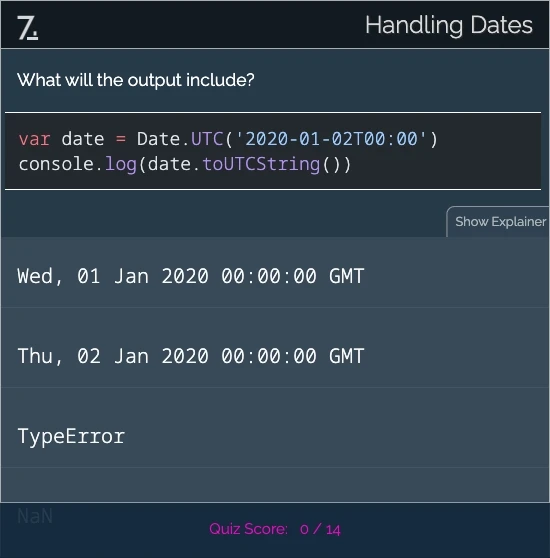 7. Handling Dates
What will the output include?
var date = Date.UTC('2020-01-02T00:00')
console.log(date.toUTCString())
Show Explainer
Wed, 01 Jan 2020 00:00:00 GMT
Thu, 02 Jan 2020 00:00:00 GMT
TypeError
NaN
Quiz Score: 0 / 14